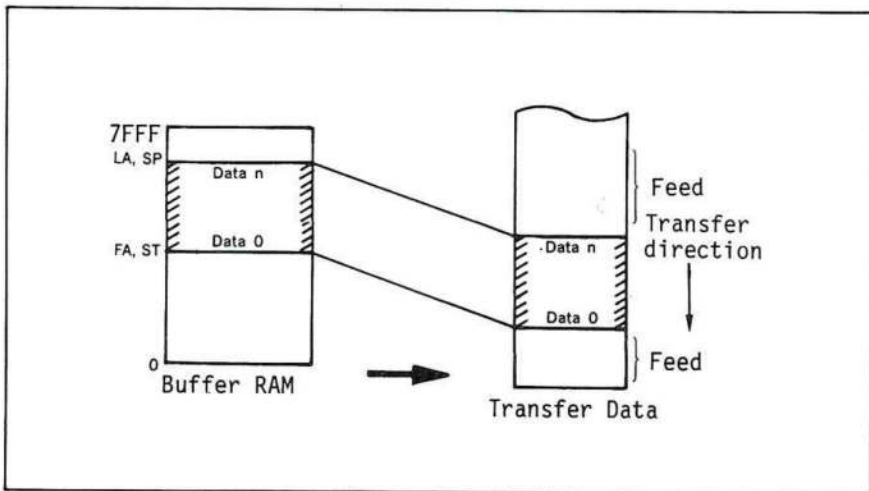 7FFF
LA, SP
Data n
Data 0
FA, ST
0
Buffer RAM
Feed
Transfer
direction
Data n
Data 0
Feed
Transfer Data